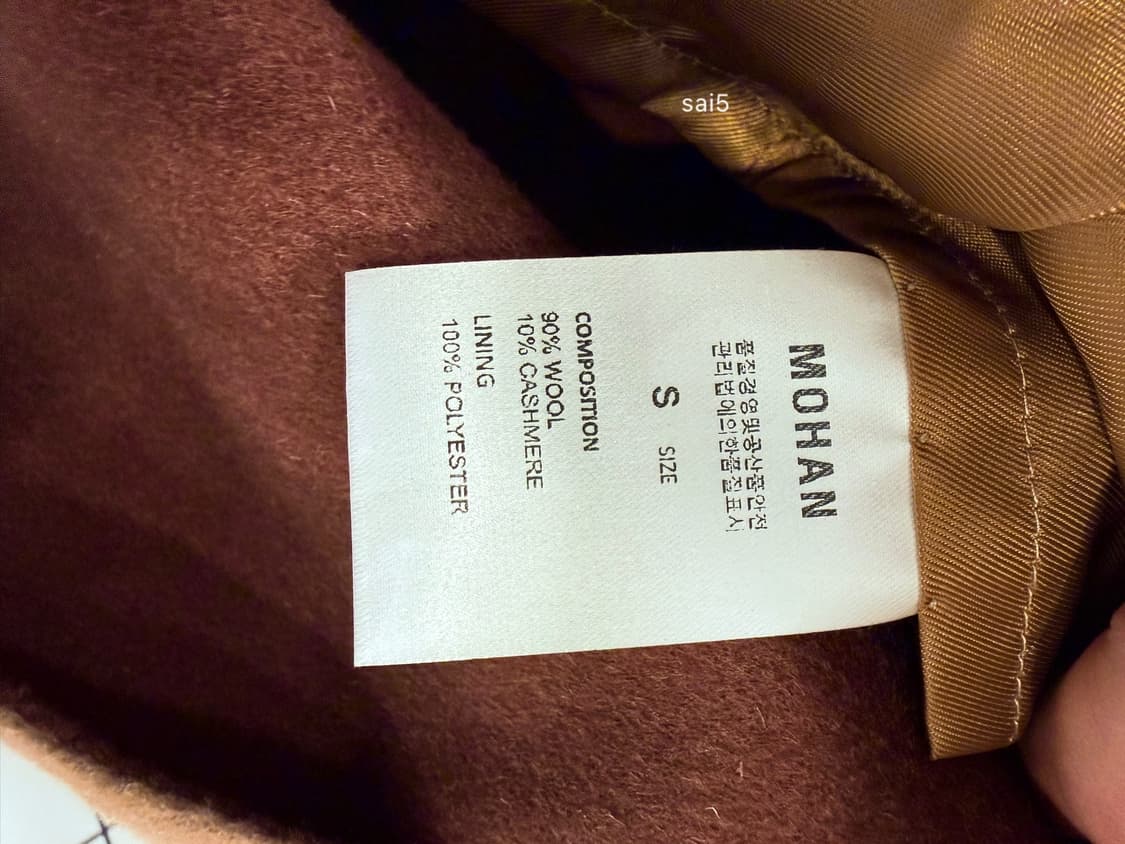 sai5
MOHAN
품질경영및공산품안전
관리법에의한품질표시
S SIZE
COMPOSITION
90% WOOL
10% CASHMERE
LINING
100% POLYESTER